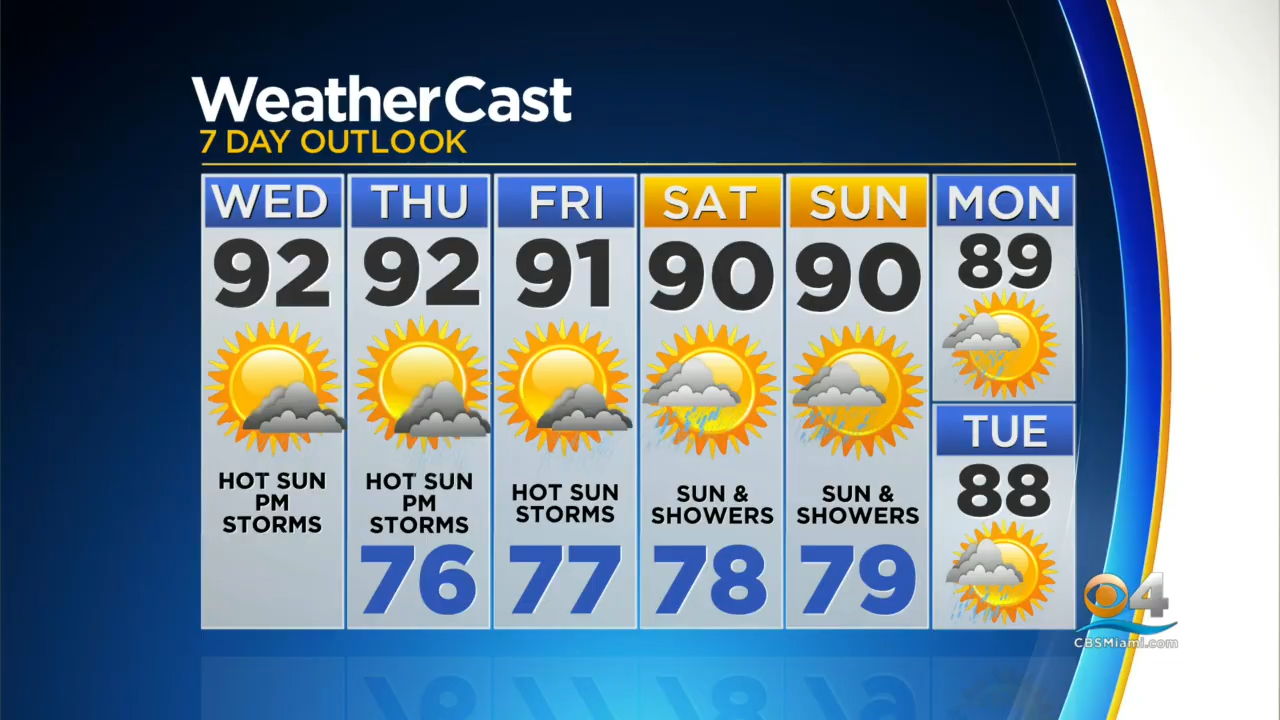 WeatherCast
7 DAY OUTLOOK
WED
92
HOT SUN
PM
STORMS
THU
92
HOT SUN
PM
STORMS
76
FRI
91
HOT SUN
STORMS
77
SAT
90
SUN &
SHOWERS
78
SUN
90
SUN &
SHOWERS
79
MON
89
TUE
88
4
CBSMiami.com